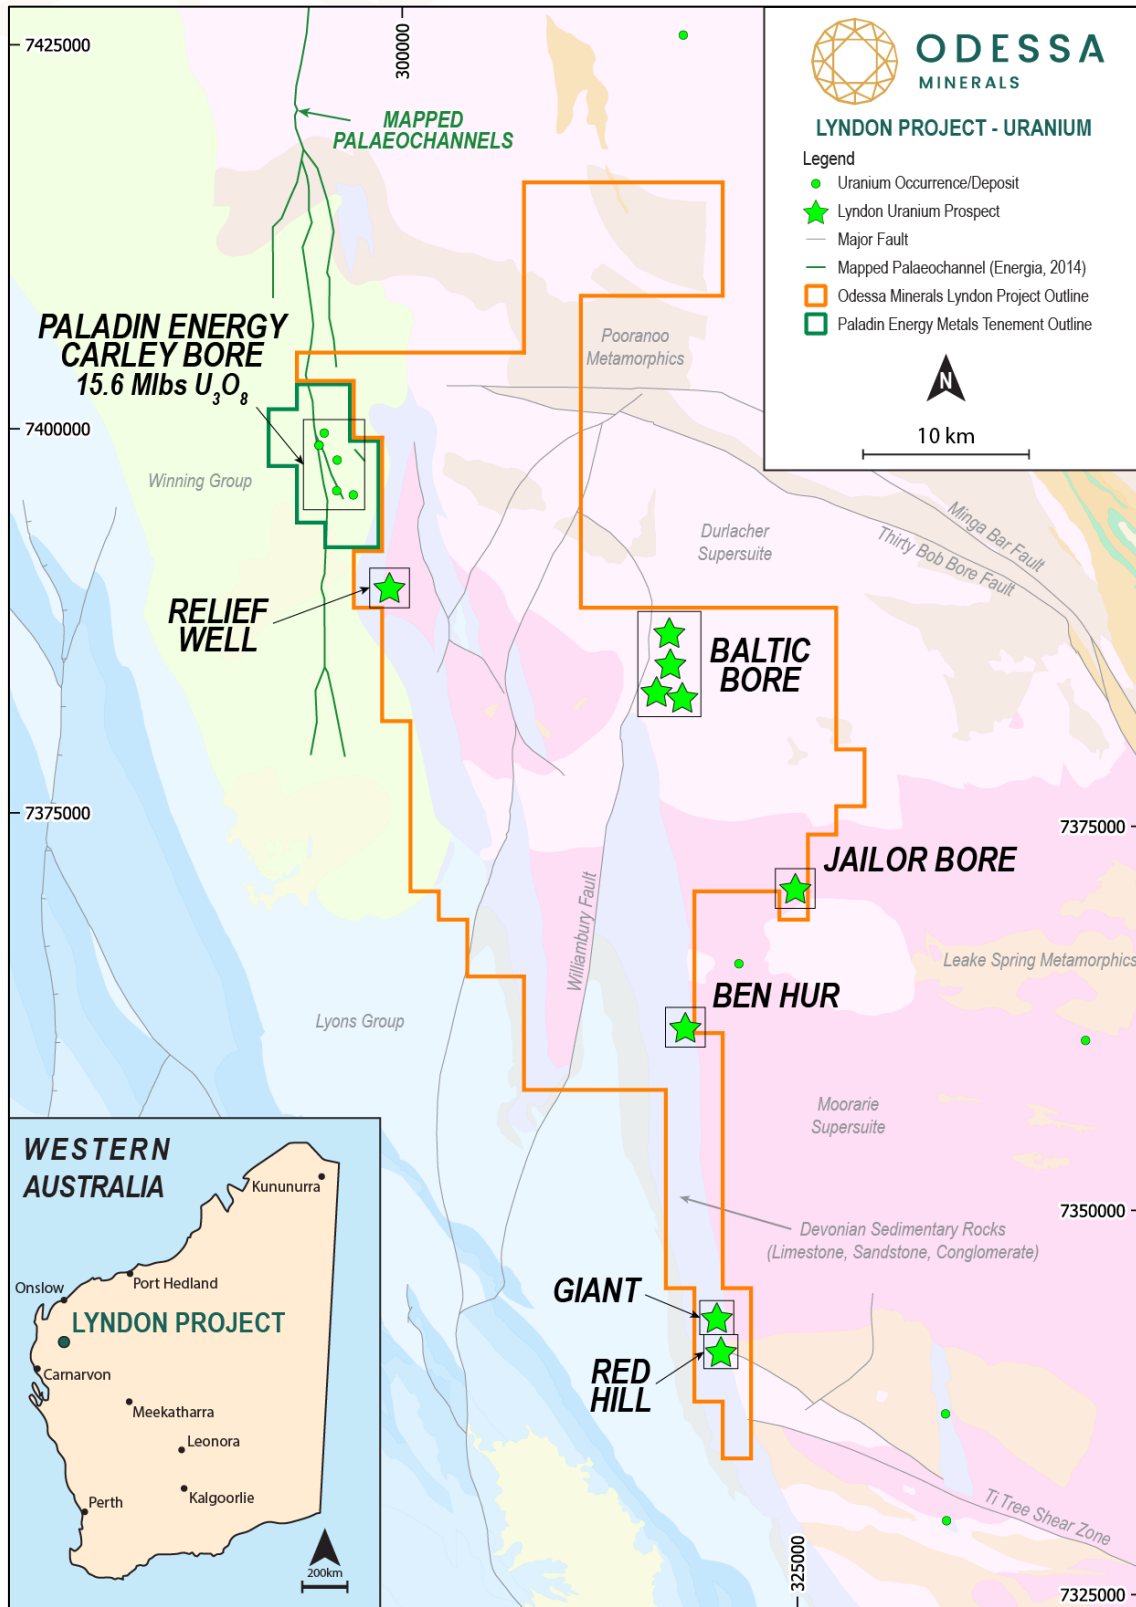 7425000
300000
ODESSA
MINERALS
LYNDON PROJECT - URANIUM
Legend
Uranium Occurrence/Deposit
Lyndon Uranium Prospect
Major Fault
Mapped Palaeochannel (Energia, 2014)
Odessa Minerals Lyndon Project Outline
Paladin Energy Metals Tenement Outline
N
10 km
MAPPED
PALAEOCHANNELS
PALADIN ENERGY
CARLEY BORE
15.6 Mlbs U₃O₈
Pooranoo
Metamorphics
7400000
Winning Group
Durlacher
Supersuite
Minga Bar Fault
Thirty Bob Bore Fault
RELIEF
WELL
BALTIC
BORE
7375000
7375000
JAILOR BORE
Williambury Fault
Leake Spring Metamorphics
BEN HUR
Lyons Group
Moorarie
Supersuite
7350000
Devonian Sedimentary Rocks
(Limestone, Sandstone, Conglomerate)
GIANT
RED
HILL
Ti Tree Shear Zone
325000
7325000
WESTERN
AUSTRALIA
Kununurra
Port Hedland
Onslow
LYNDON PROJECT
Carnarvon
Meekatharra
Leonora
Kalgoorlie
Perth
200km